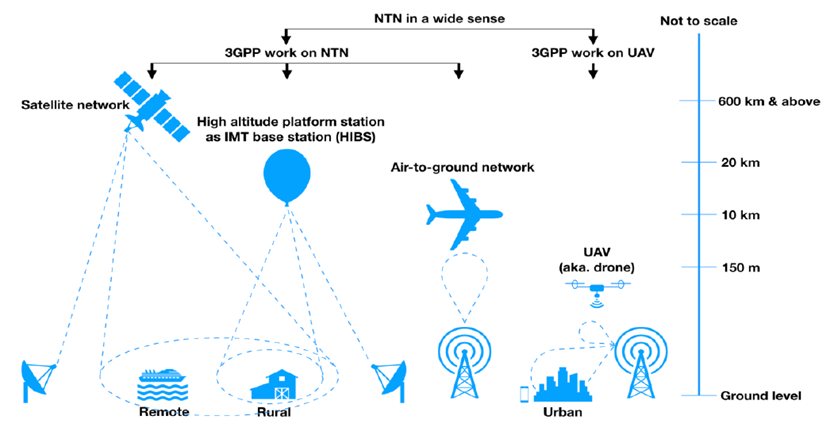 NTN in a wide sense
Not to scale
3GPP work on NTN
3GPP work on UAV
Satellite network
600 km & above
High altitude platform station
as IMT base station (HIBS)
Air-to-ground network
20 km
10 km
UAV
(aka. drone)
150 m
Remote
Rural
Urban
Ground level